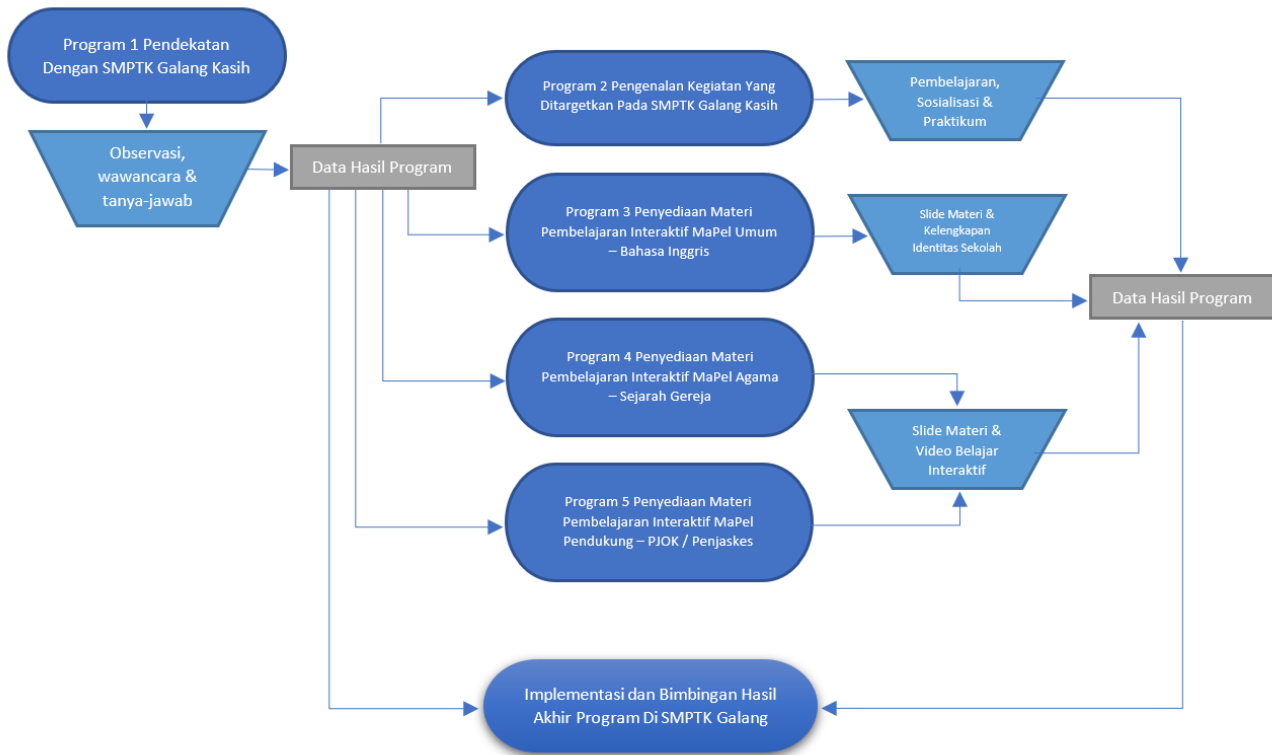 Program 1 Pendekatan
Dengan SMPTK Galang Kasih
Observasi,
wawancara &
tanya-jawab
Data Hasil Program
Program 2 Pengenalan Kegiatan Yang
Ditargetkan Pada SMPTK Galang Kasih
Pembelajaran,
Sosialisasi &
Praktikum
Program 3 Penyediaan Materi
Pembelajaran Interaktif MaPel Umum
– Bahasa Inggris
Slide Materi &
Kelengkapan
Identitas Sekolah
Data Hasil Program
Program 4 Penyediaan Materi
Pembelajaran Interaktif MaPel Agama
– Sejarah Gereja
Slide Materi &
Video Belajar
Interaktif
Program 5 Penyediaan Materi
Pembelajaran Interaktif MaPel
Pendukung – PJOK / Penjaskes
Implementasi dan Bimbingan Hasil
Akhir Program Di SMPTK Galang